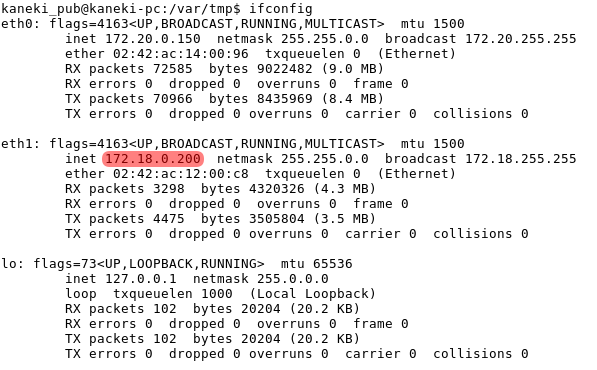 kaneki_pub@kaneki-pc:/var/tmp$ ifconfig
eth0: flags=4163<UP,BROADCAST,RUNNING,MULTICAST>  mtu 1500
        inet 172.20.0.150  netmask 255.255.0.0  broadcast 172.20.255.255
        ether 02:42:ac:14:00:96  txqueuelen 0  (Ethernet)
        RX packets 72585  bytes 9022482 (9.0 MB)
        RX errors 0  dropped 0  overruns 0  frame 0
        TX packets 70966  bytes 8435969 (8.4 MB)
        TX errors 0  dropped 0 overruns 0  carrier 0  collisions 0

eth1: flags=4163<UP,BROADCAST,RUNNING,MULTICAST>  mtu 1500
        inet 172.18.0.200  netmask 255.255.0.0  broadcast 172.18.255.255
        ether 02:42:ac:12:00:c8  txqueuelen 0  (Ethernet)
        RX packets 3298  bytes 4320326 (4.3 MB)
        RX errors 0  dropped 0  overruns 0  frame 0
        TX packets 4475  bytes 3505804 (3.5 MB)
        TX errors 0  dropped 0 overruns 0  carrier 0  collisions 0

lo: flags=73<UP,LOOPBACK,RUNNING>  mtu 65536
        inet 127.0.0.1  netmask 255.0.0.0
        loop  txqueuelen 1000  (Local Loopback)
        RX packets 102  bytes 20204 (20.2 KB)
        RX errors 0  dropped 0  overruns 0  frame 0
        TX packets 102  bytes 20204 (20.2 KB)
        TX errors 0  dropped 0 overruns 0  carrier 0  collisions 0